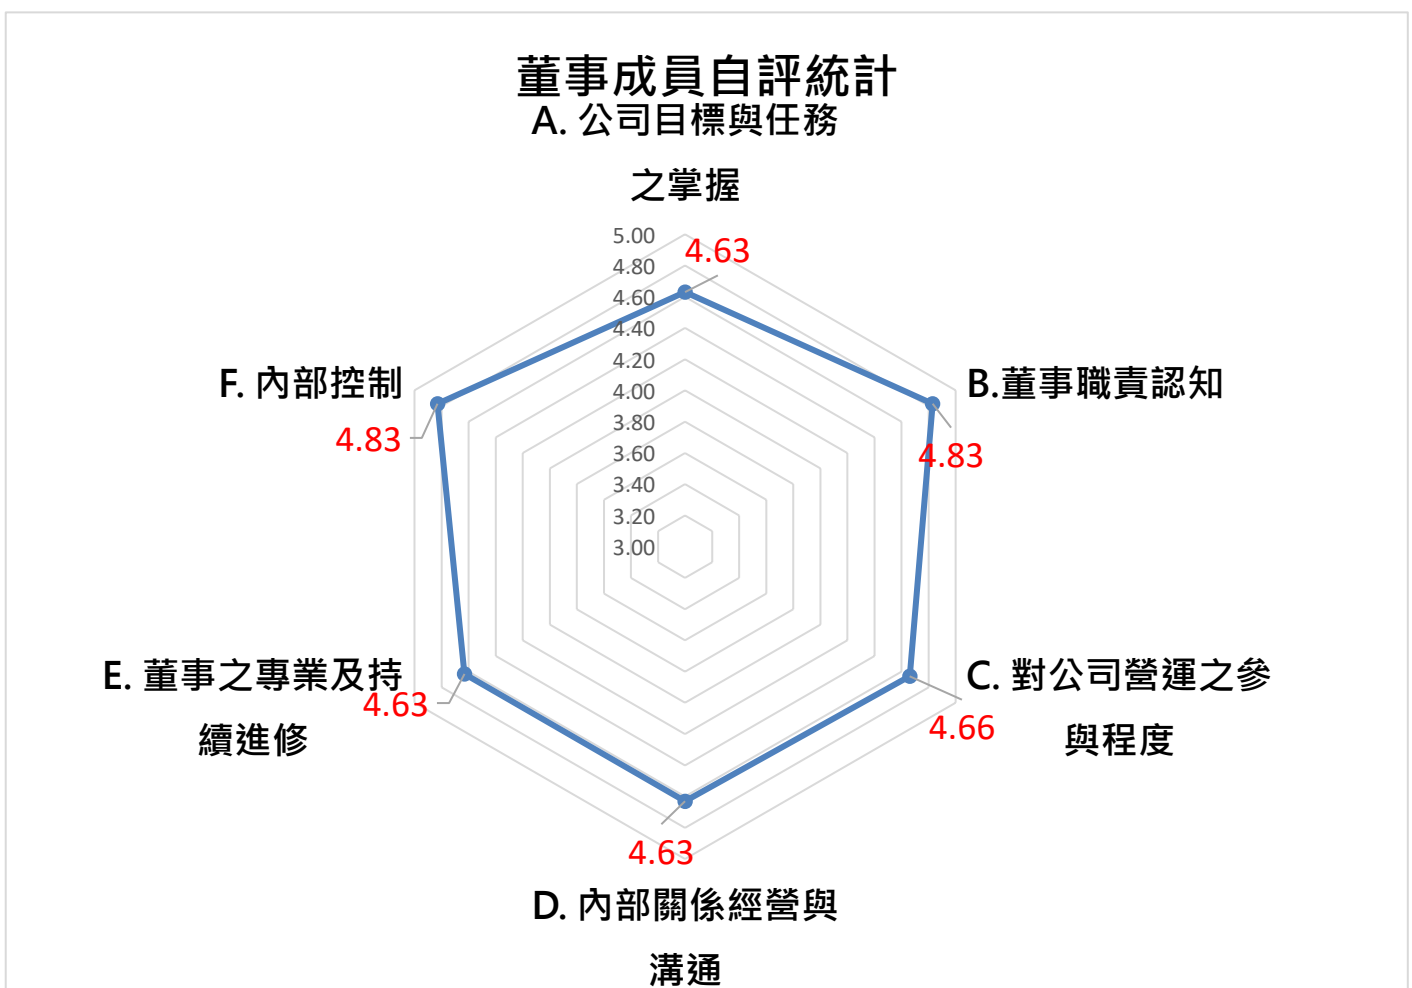 董事成員自評統計
A. 公司目標與任務
之掌握
5.00
4.80
4.60
4.40
4.20
4.00
3.80
3.60
3.40
3.20
3.00
4.63
B.董事職責認知
4.83
C. 對公司營運之參
與程度
4.66
D. 內部關係經營與
溝通
4.63
E. 董事之專業及持
續進修
4.63
F. 內部控制
4.83